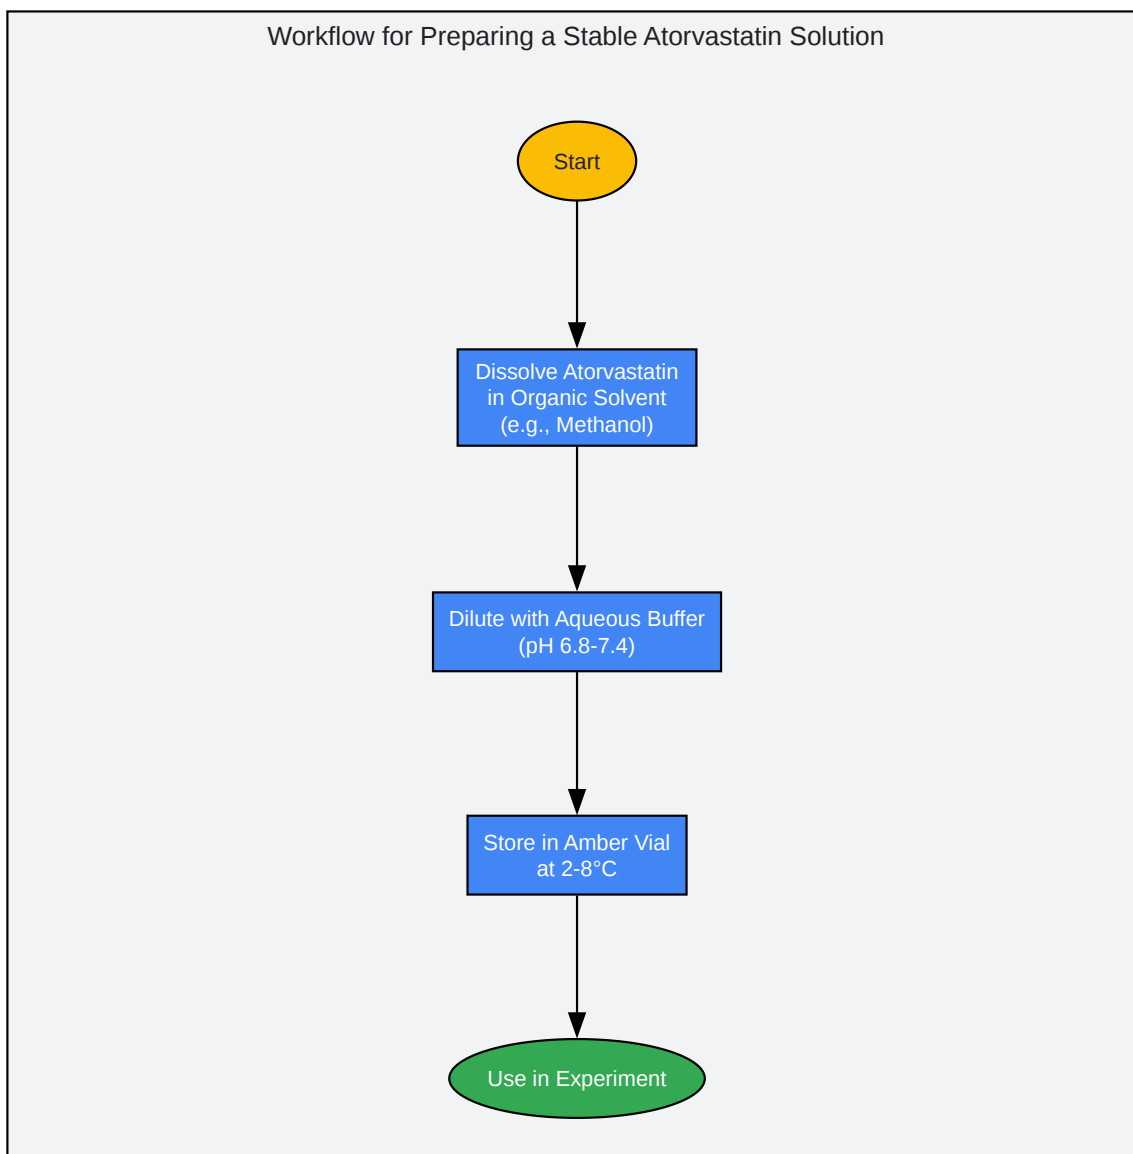 Workflow for Preparing a Stable Atorvastatin Solution
Start
Dissolve Atorvastatin
in Organic Solvent
(e.g., Methanol)
Dilute with Aqueous Buffer
(pH 6.8-7.4)
Store in Amber Vial
at 2-8°C
Use in Experiment